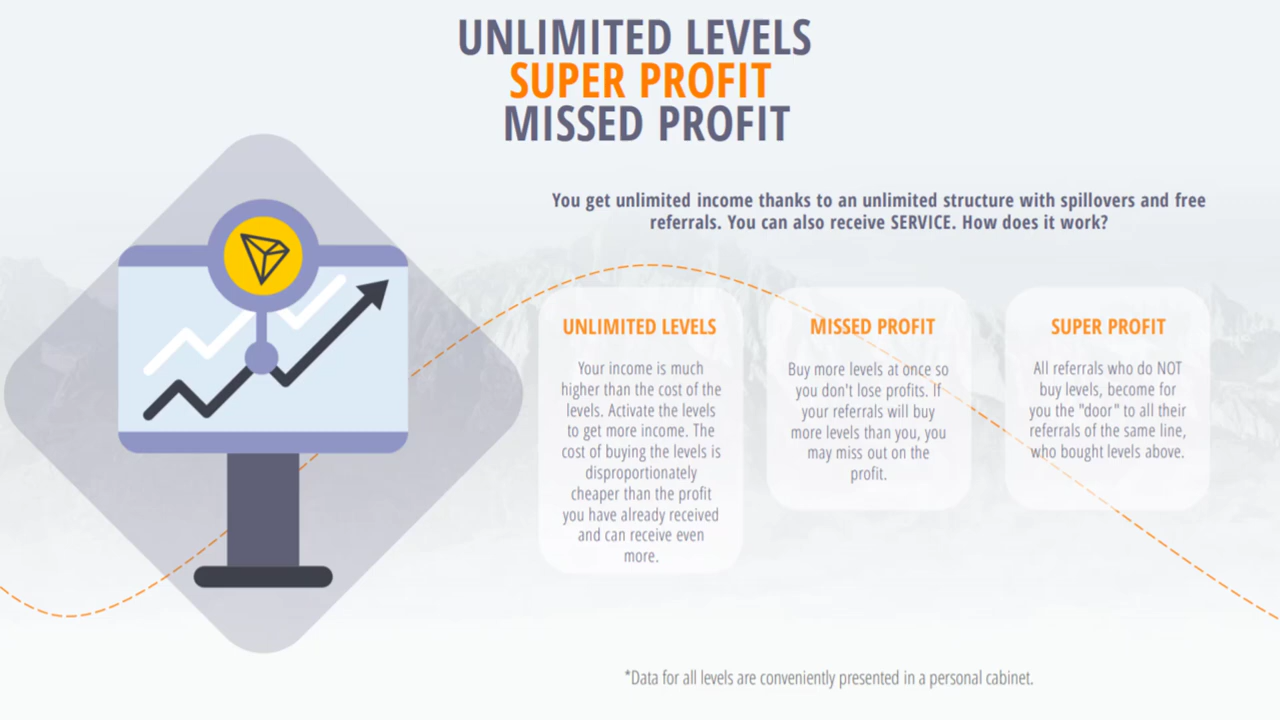 UNLIMITED LEVELS
SUPER PROFIT
MISSED PROFIT
You get unlimited income thanks to an unlimited structure with spillovers and free
referrals. You can also receive SERVICE. How does it work?
UNLIMITED LEVELS
Your income is much
higher than the cost of the
levels. Activate the levels
to get more income. The
cost of buying the levels is
disproportionately
cheaper than the profit
you have already received
and can receive even
more.
MISSED PROFIT
Buy more levels at once so
you don't lose profits. If
your referrals will buy
more levels than you, you
may miss out on the
profit.
SUPER PROFIT
All referrals who do NOT
buy levels, become for
you the "door" to all their
referrals of the same line,
who bought levels above.
*Data for all levels are conveniently presented in a personal cabinet.